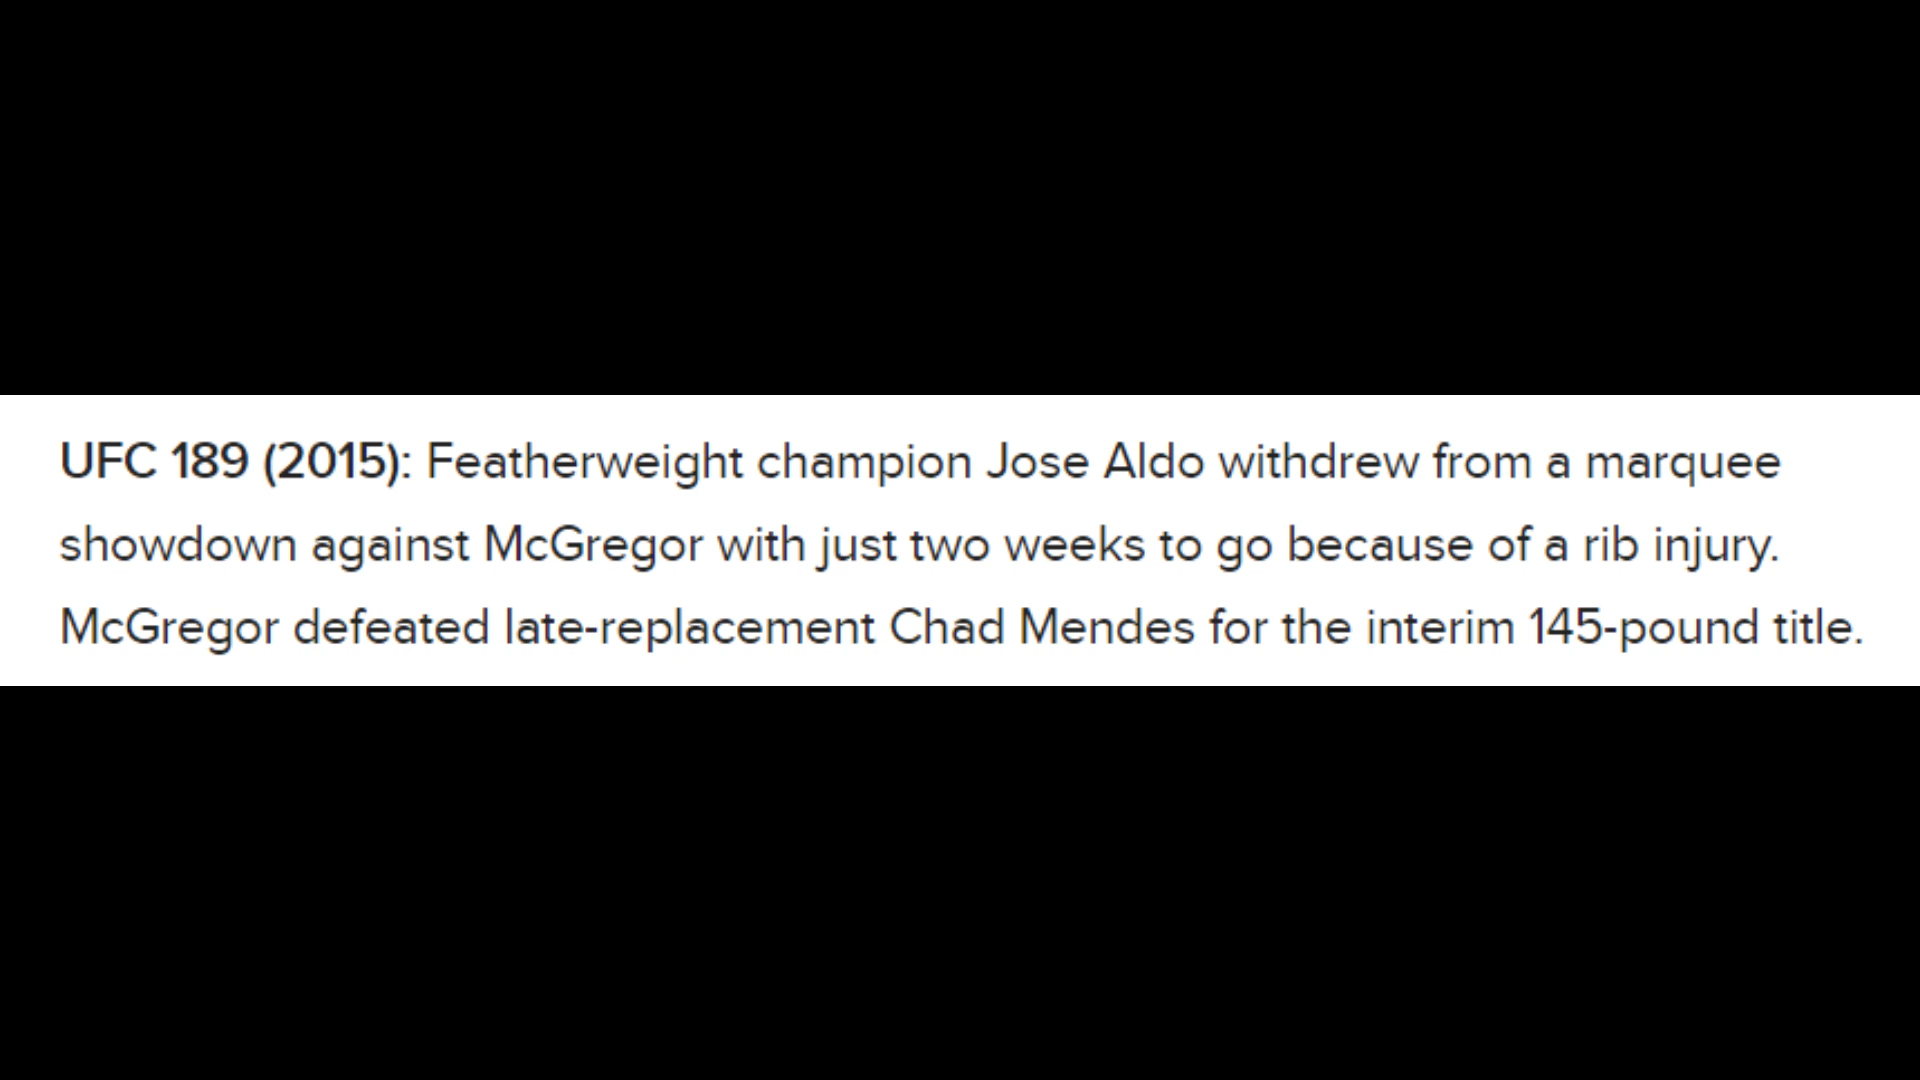 UFC 189 (2015): Featherweight champion Jose Aldo withdrew from a marquee
showdown against McGregor with just two weeks to go because of a rib injury.
McGregor defeated late-replacement Chad Mendes for the interim 145-pound title.